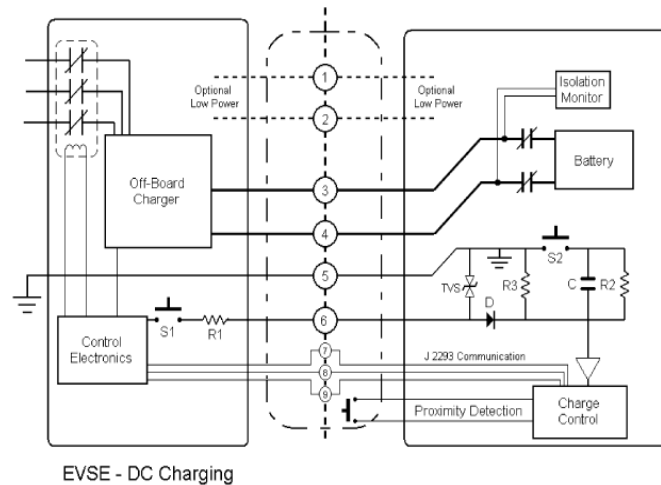 1
Optional
Low Power
Optional
Low Power
2
Isolation
Monitor
Battery
Off-Board
Charger
3
4
5
S2
TVS
R3
C
R2
D
6
S1
R1
Control
Electronics
7
8
9
J 2293 Communication
Proximity Detection
Charge
Control
EVSE - DC Charging